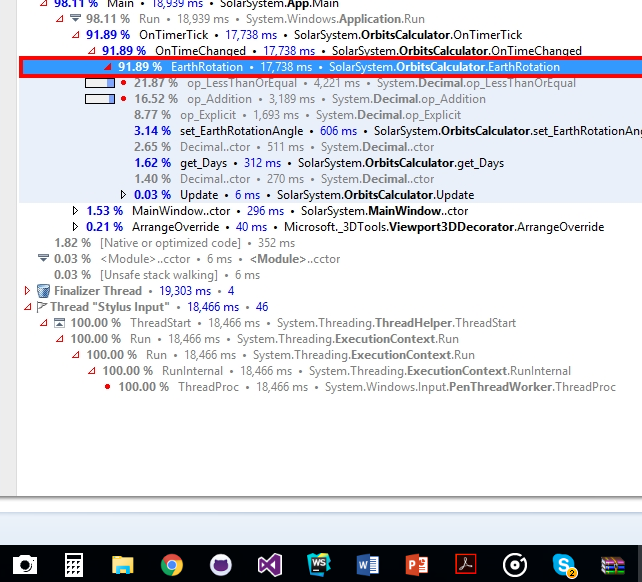 98.11 % Main • 18,939 ms • SolarSystem.App.Main
98.11 % Run • 18,939 ms • System.Windows.Application.Run
91.89 % OnTimerTick • 17,738 ms • SolarSystem.OrbitsCalculator.OnTimerTick
91.89 % OnTimeChanged • 17,738 ms • SolarSystem.OrbitsCalculator.OnTimeChanged
91.89 % EarthRotation • 17,738 ms • SolarSystem.OrbitsCalculator.EarthRotation
21.87 % op_LessThanOrEqual • 4,221 ms • System.Decimal.op_LessThanOrEqual
16.52 % op_Addition • 3,189 ms • System.Decimal.op_Addition
8.77 % op_Explicit • 1,693 ms • System.Decimal.op_Explicit
3.14 % set_EarthRotationAngle • 606 ms • SolarSystem.OrbitsCalculator.set_EarthRotationAng
2.65 % Decimal..ctor • 511 ms • System.Decimal..ctor
1.62 % get_Days • 312 ms • SolarSystem.OrbitsCalculator.get_Days
1.40 % Decimal..ctor • 270 ms • System.Decimal..ctor
0.03 % Update • 6 ms • SolarSystem.OrbitsCalculator.Update
1.53 % MainWindow..ctor • 296 ms • SolarSystem.MainWindow..ctor
0.21 % ArrangeOverride • 40 ms • Microsoft._3DTools.Viewport3DDecorator.ArrangeOverride
1.82 % [Native or optimized code] • 352 ms
0.03 % <Module>..cctor • 6 ms • <Module>..cctor
0.03 % [Unsafe stack walking] • 6 ms
Finalizer Thread • 19,303 ms • 4
Thread "Stylus Input" • 18,466 ms • 46
100.00 % ThreadStart • 18,466 ms • System.Threading.ThreadHelper.ThreadStart
100.00 % Run • 18,466 ms • System.Threading.ExecutionContext.Run
100.00 % Run • 18,466 ms • System.Threading.ExecutionContext.Run
100.00 % RunInternal • 18,466 ms • System.Threading.ExecutionContext.RunInternal
100.00 % ThreadProc • 18,466 ms • System.Windows.Input.PenThreadWorker.ThreadProc
WS
W
P
S
2